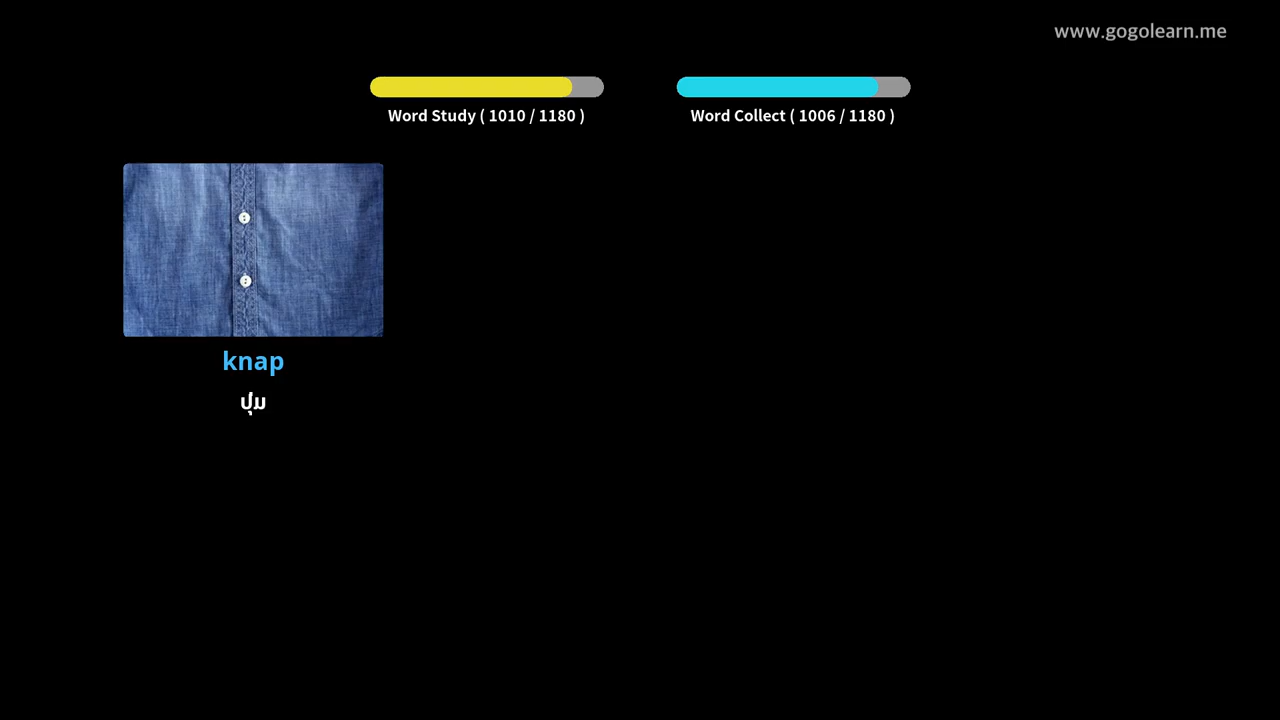 www.gogolearn.me
Word Study ( 1010 / 1180 )
Word Collect ( 1006 / 1180 )
knap
ปุ่ม